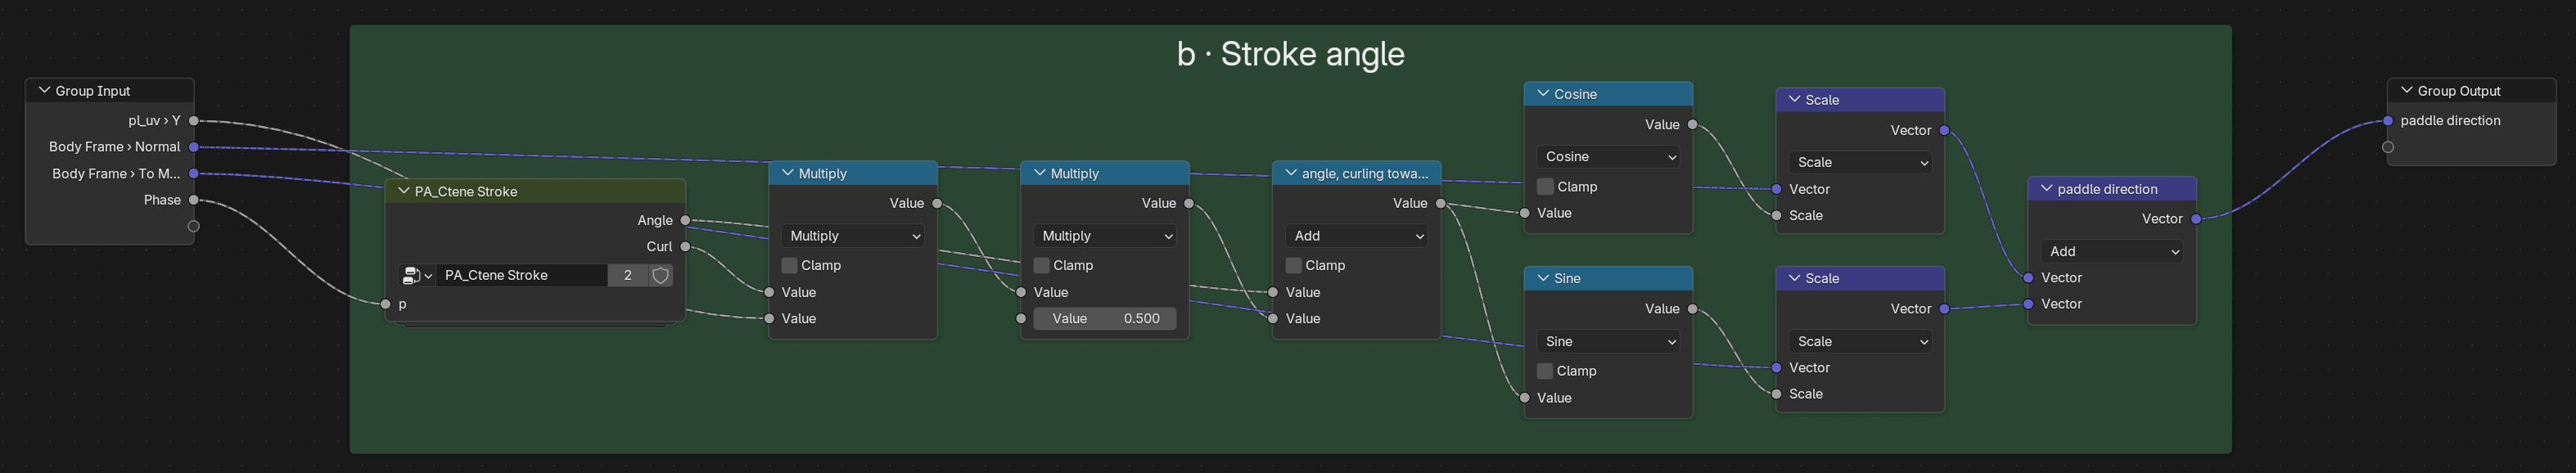 b · Stroke angle
Group Input
pl_uv › Y
Body Frame › Normal
Body Frame › To M...
Phase
PA_Ctene Stroke
Angle
Curl
PA_Ctene Stroke 2
p
Multiply
Value
Multiply
Clamp
Value
Value
Multiply
Value
Multiply
Clamp
Value
Value 0.500
angle, curling towa...
Value
Add
Clamp
Value
Value
Cosine
Value
Cosine
Clamp
Value
Sine
Value
Sine
Clamp
Value
Scale
Vector
Scale
Vector
Scale
Scale
Vector
Scale
Vector
Scale
paddle direction
Vector
Add
Vector
Vector
Group Output
paddle direction